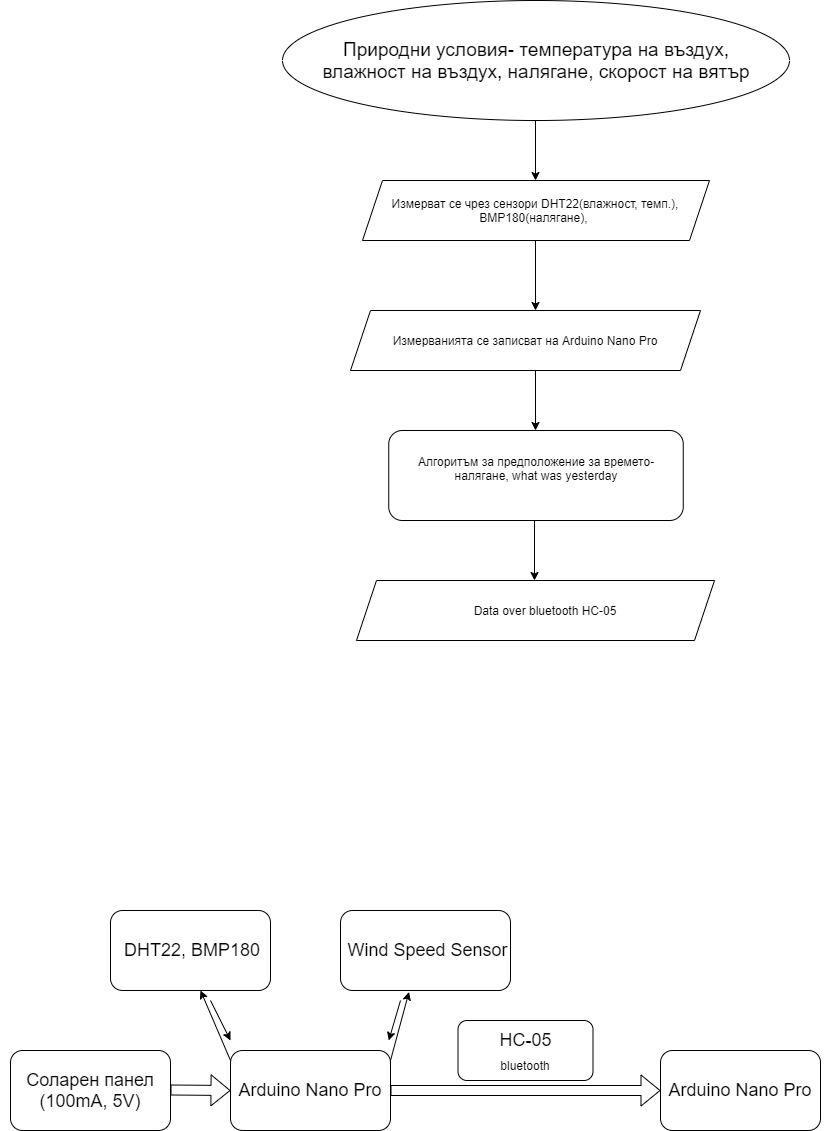 Природни условия- температура на въздух,
влажност на въздух, налягане, скорост на вятър
Измерват се чрез сензори DHT22(влажност, темп.),
BMP180(налягане),
Измерванията се записват на Arduino Nano Pro
Алгоритъм за предположение за времето-
налягане, what was yesterday
Data over bluetooth HC-05
DHT22, BMP180
Wind Speed Sensor
HC-05
bluetooth
Соларен панел
(100mA, 5V)
Arduino Nano Pro
Arduino Nano Pro